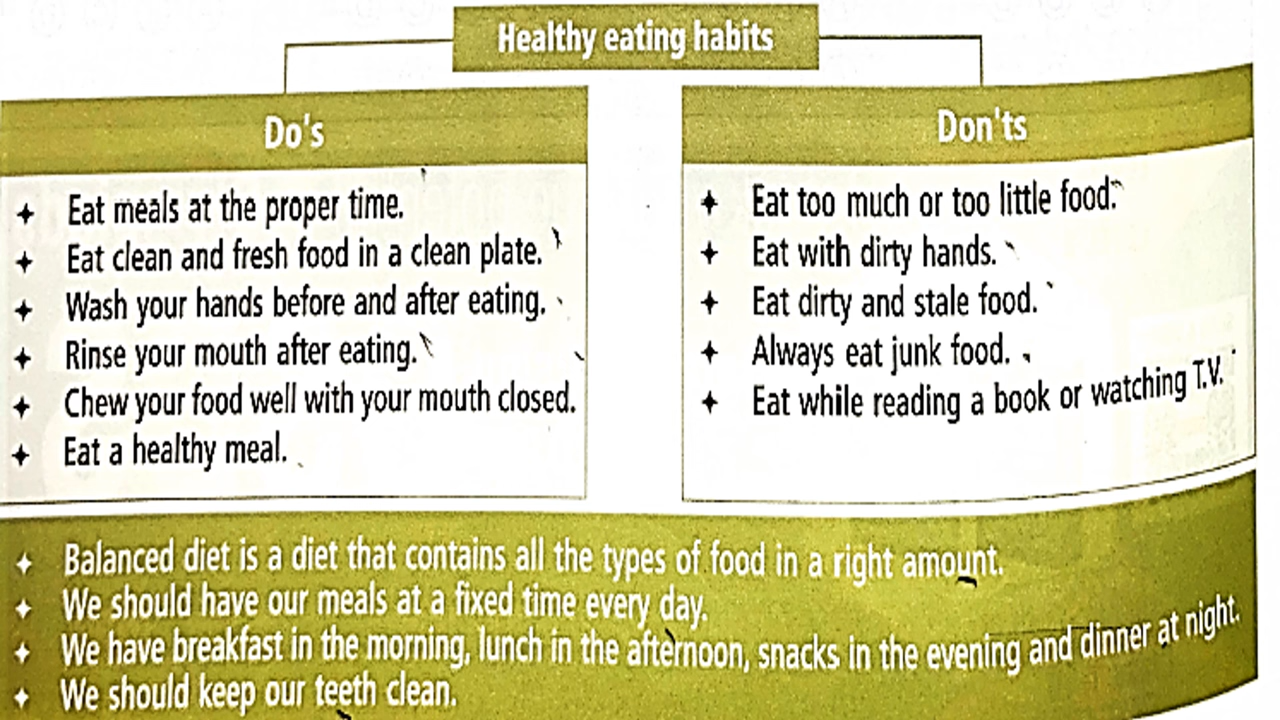 Healthy eating habits
Do's
Eat meals at the proper time.
Eat clean and fresh food in a clean plate.
Wash your hands before and after eating.
Rinse your mouth after eating.
Chew your food well with your mouth closed.
Eat a healthy meal.
Don'ts
Eat too much or too little food.
Eat with dirty hands.
Eat dirty and stale food.
Always eat junk food.
Eat while reading a book or watching T.V.
Balanced diet is a diet that contains all the types of food in a right amount.
We should have our meals at a fixed time every day.
We have breakfast in the morning, lunch in the afternoon, snacks in the evening and dinner at night.
We should keep our teeth clean.